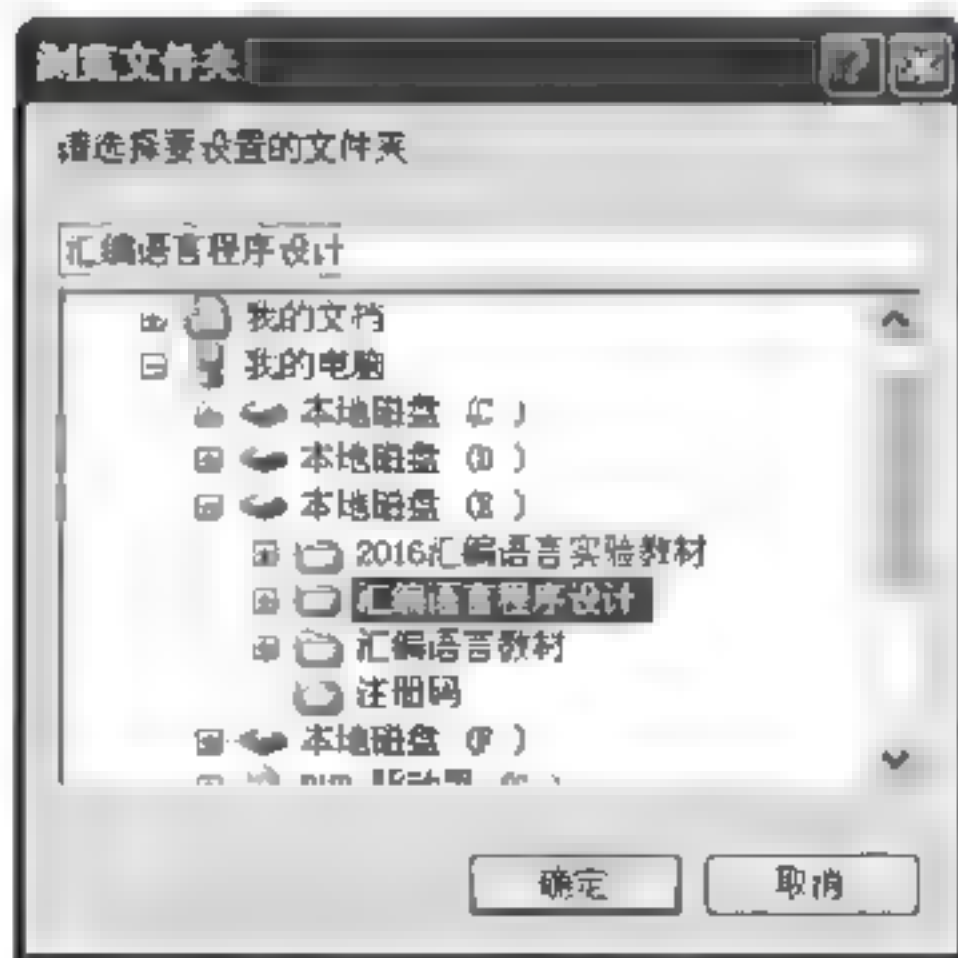 浏览文件夹
请选择要设置的文件夹
汇编语言程序设计
我的文档
我的电脑
本地磁盘 (C )
本地磁盘 (D )
本地磁盘 (E )
2016汇编语言实验教材
汇编语言程序设计
汇编语言教材
注册码
本地磁盘 (F )
确定 取消